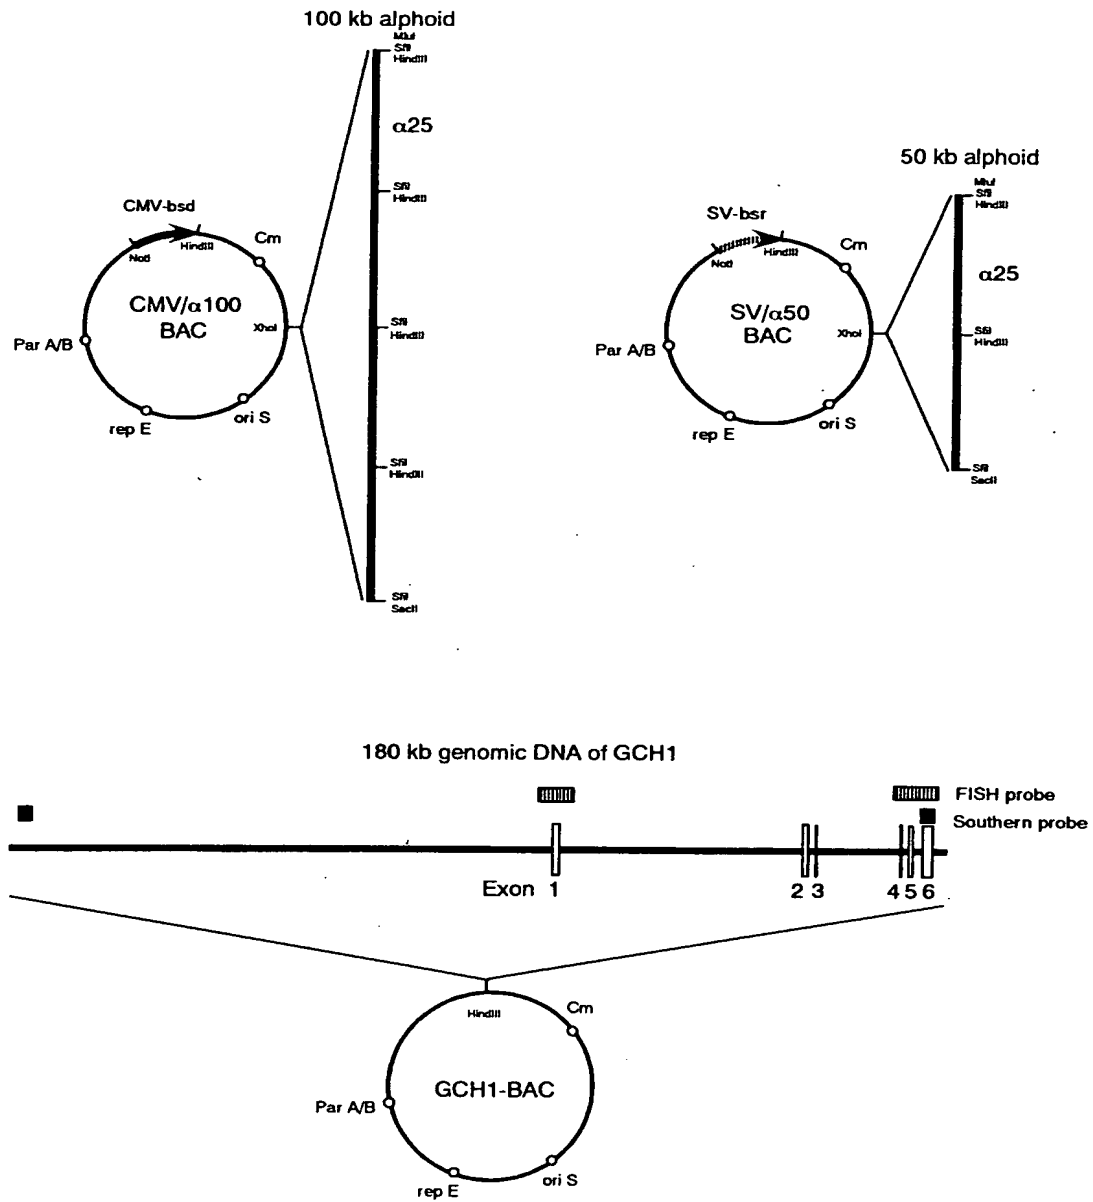 100 kb alphoid
MluI
SfiI
HindIII
α25
SfiI
HindIII
SfiI
HindIII
SfiI
HindIII
SfiI
SacII
CMV-bsd
NotI
HindIII
Cm
CMV/α100
BAC
XhoI
Par A/B
rep E
ori S
50 kb alphoid
MluI
SfiI
HindIII
α25
SfiI
HindIII
SfiI
SacII
SV-bsr
NotI
HindIII
Cm
SV/α50
BAC
XhoI
Par A/B
rep E
ori S
180 kb genomic DNA of GCH1
FISH probe
Southern probe
Exon 1
2 3
4 5 6
HindIII
Cm
GCH1-BAC
Par A/B
rep E
ori S